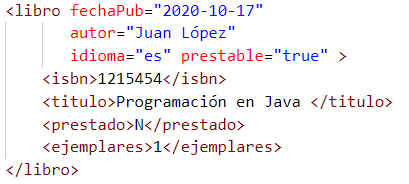 <libro fechaPub="2020-10-17"
autor="Juan López"
idioma="es" prestable="true" >
<isbn>1215454</isbn>
<titulo>Programación en Java </titulo>
<prestado>N</prestado>
<ejemplares>1</ejemplares>
</libro>